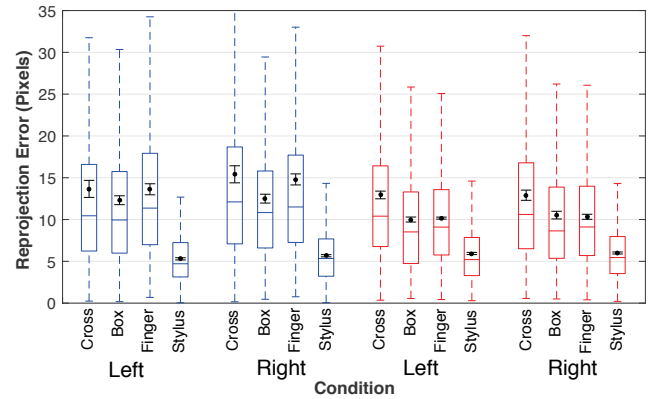 35
30
25
20
15
10
5
0
Reprojection Error (Pixels)
Cross Box Finger Stylus Cross Box Finger Stylus Cross Box Finger Stylus Cross Box Finger Stylus
Left Right Left Right
Condition